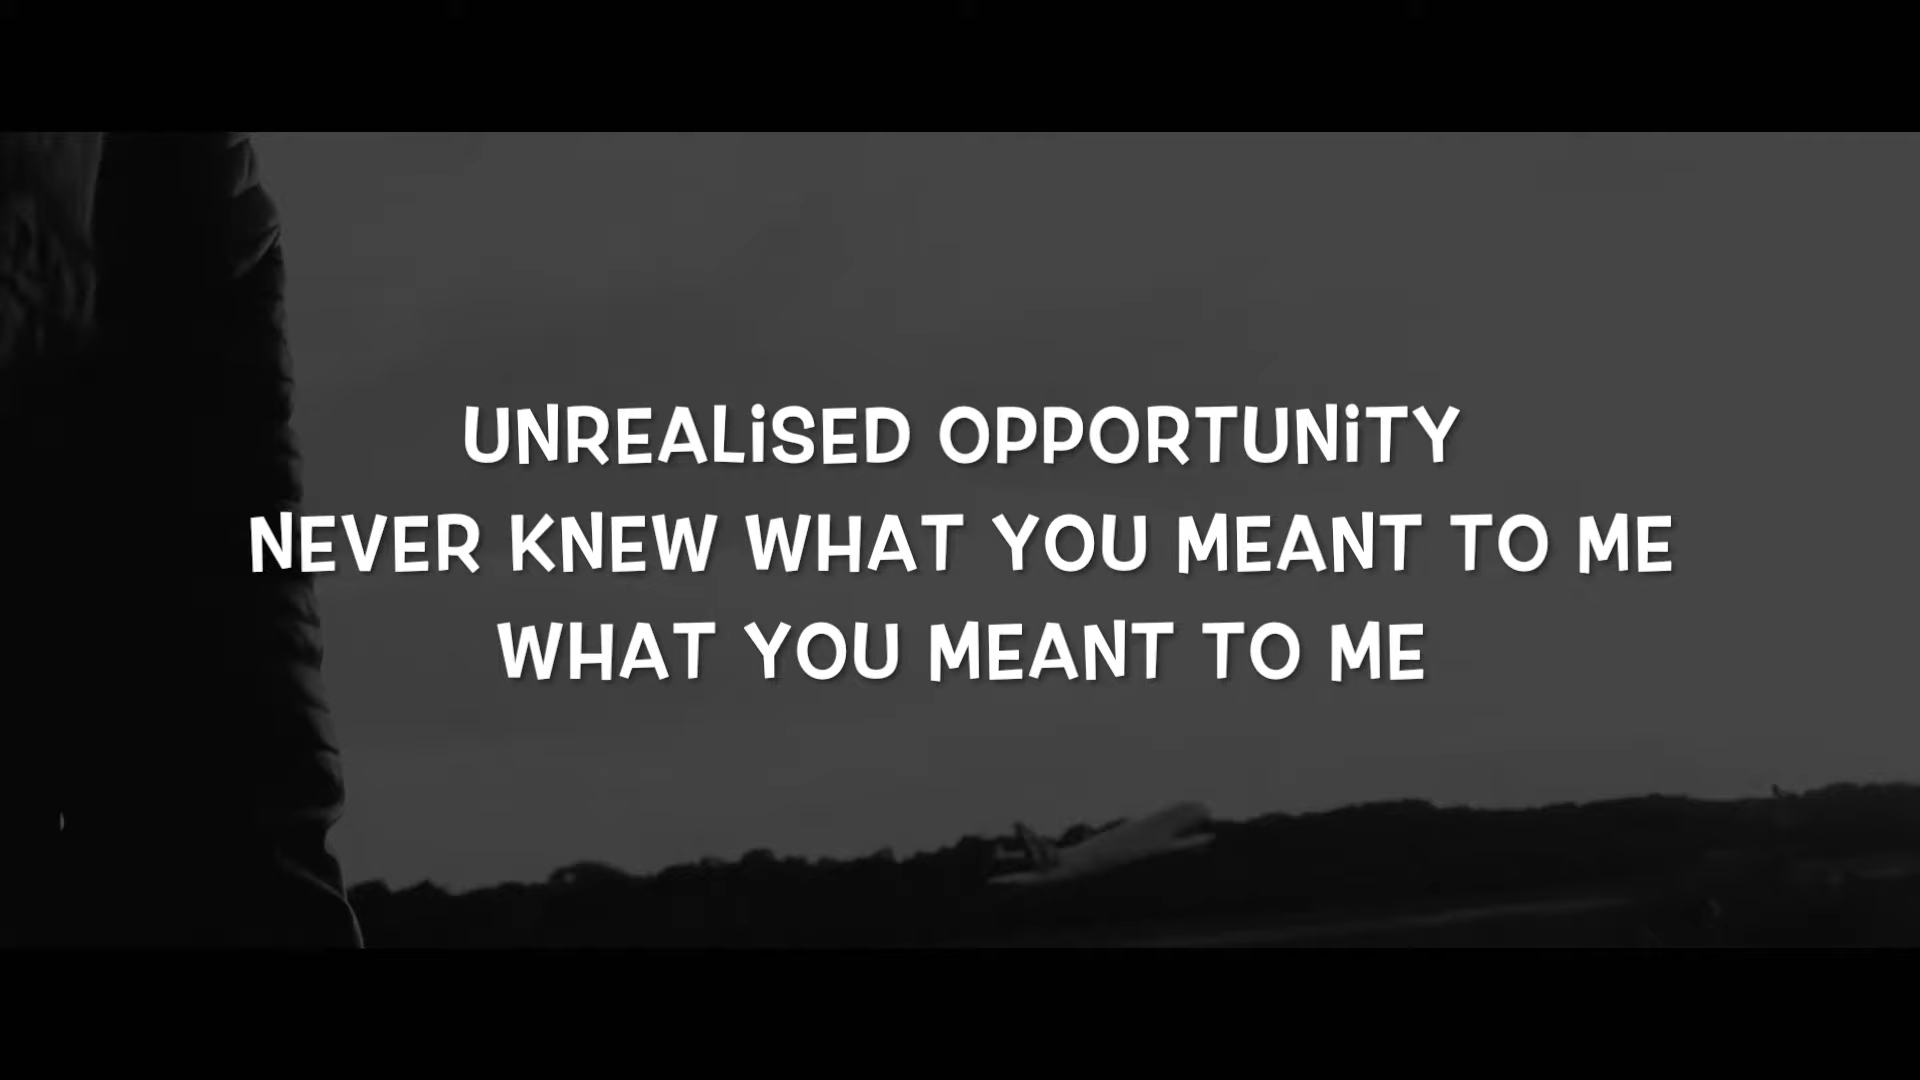 UNREALiSED OPPORTUNiTY
NEVER KNEW WHAT YOU MEANT TO ME
WHAT YOU MEANT TO ME